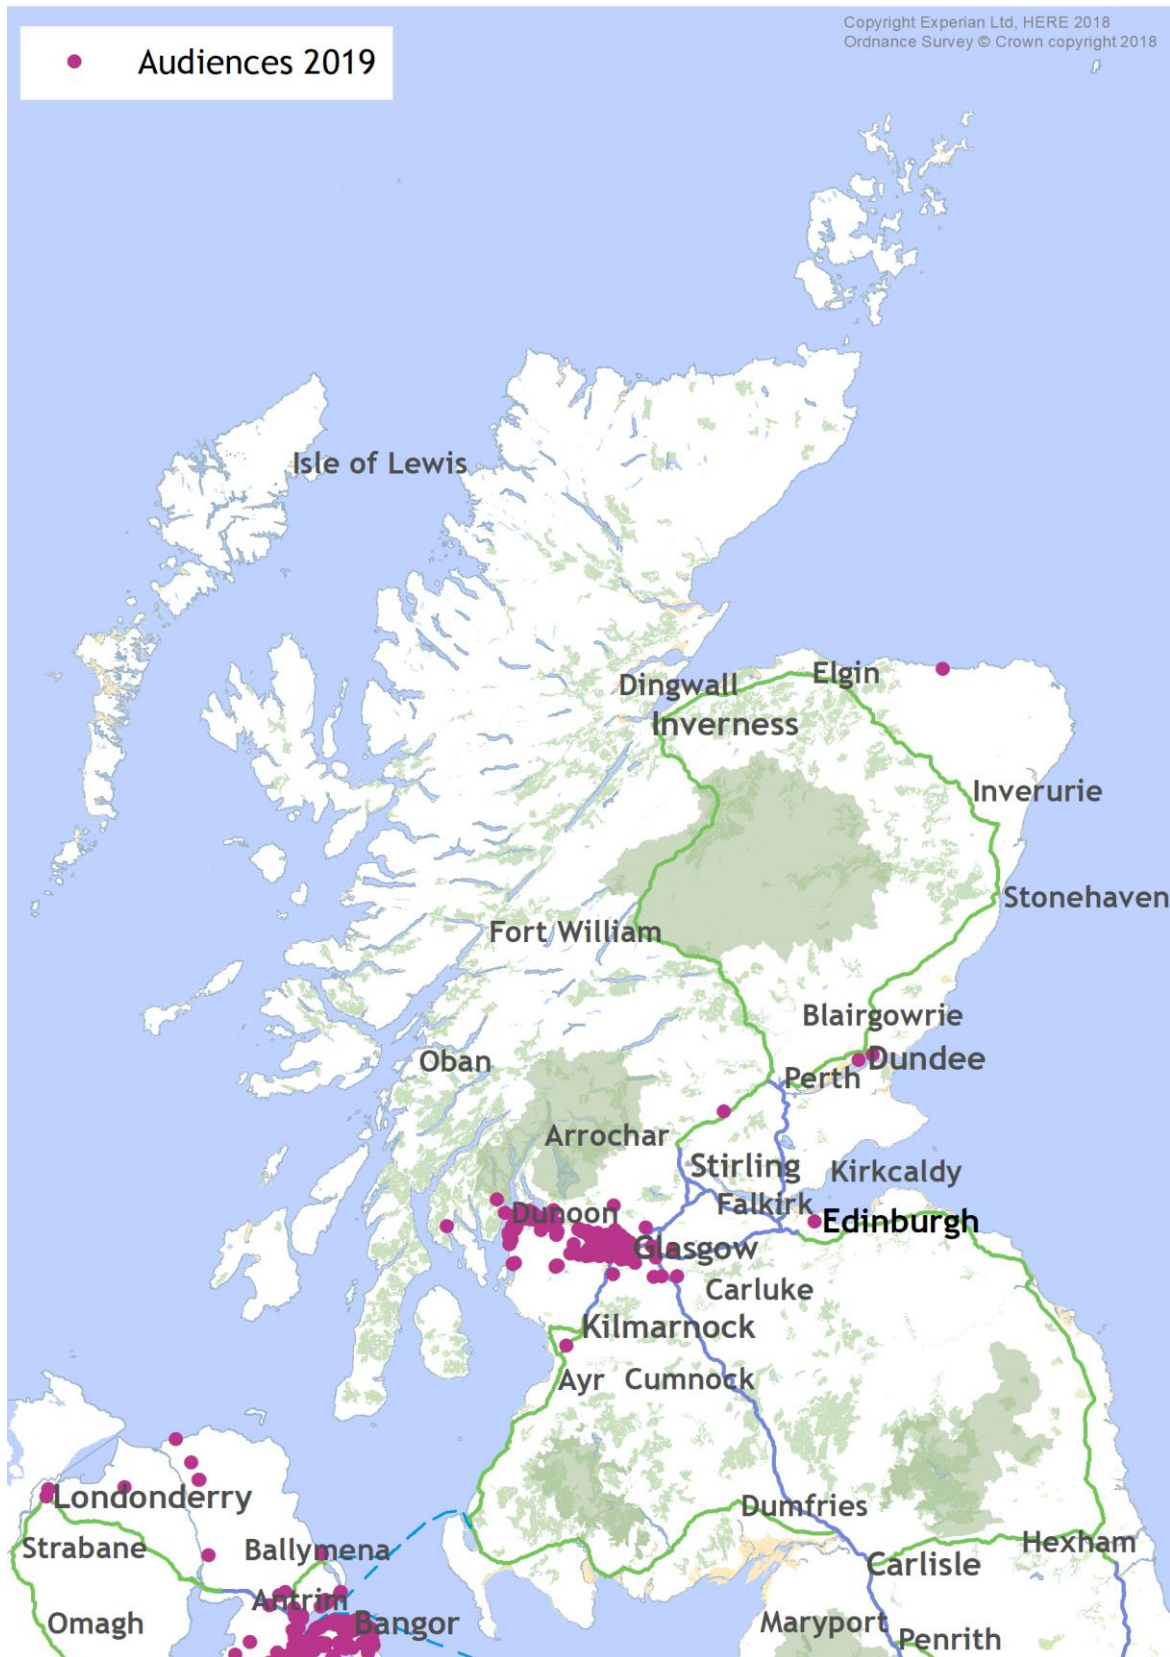 Copyright Experian Ltd, HERE 2018
Ordnance Survey © Crown copyright 2018
Audiences 2019
Isle of Lewis
Elgin
Dingwall
Inverness
Inverurie
Stonehaven
Fort William
Blairgowrie
Oban
Dundee
Perth
Arrochar
Stirling
Kirkcaldy
Falkirk
Dunoon
Edinburgh
Glasgow
Carluke
Kilmarnock
Ayr
Cumnock
Londonderry
Dumfries
Strabane
Ballymena
Hexham
Carlisle
Antrim
Omagh
Bangor
Maryport
Penrith